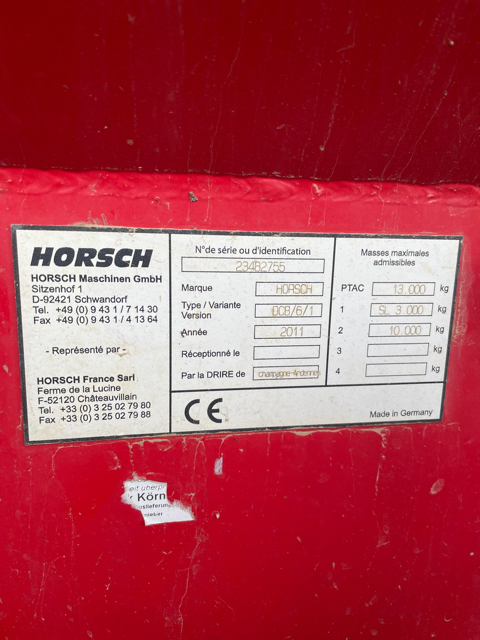 HORSCH
HORSCH Maschinen GmbH
Sitzenhof 1
D-92421 Schwandorf
Tel. +49 (0) 9 43 1 / 7 14 30
Fax +49 (0) 9 43 1 / 4 13 64
- Représenté par -
HORSCH France Sarl
Ferme de la Lucine
F-52120 Châteauvillain
Tel. +33 (0) 3 25 02 79 80
Fax +33 (0) 3 25 02 79 88
N°de série ou d'identification
23482755
Marque HORSCH
Type / Variante
Version DC8/6/1
Année 2011
Réceptionné le
Par la DRIRE de champagne-Ardennes
CE
Masses maximales
admissibles
PTAC 13 000 kg
1 SL 3 000 kg
2 10 000 kg
3 kg
4 kg
Made in Germany
Körn